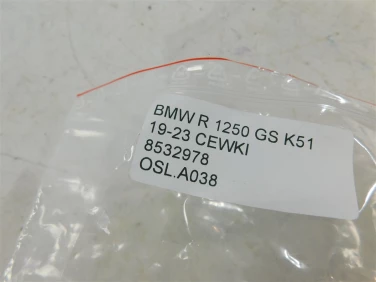 BMW R 1250 GS K51
19-23 CEWKI
8532978
OSL.A038